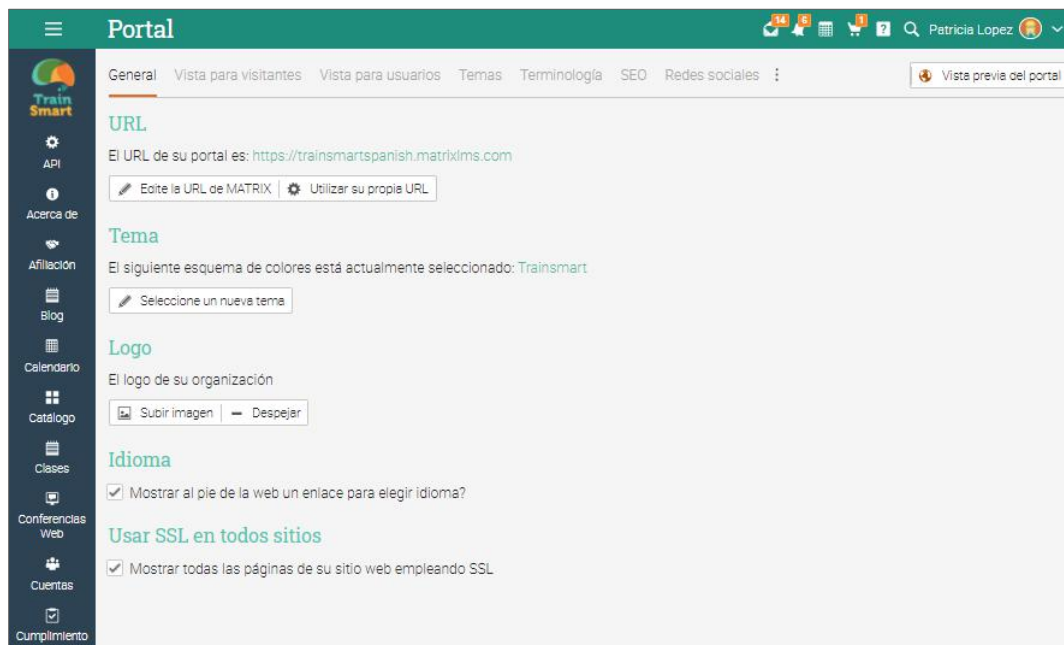 Portal
14
6
1
Patricia Lopez
Train
Smart
General Vista para visitantes Vista para usuarios Temas Terminología SEO Redes sociales
Vista previa del portal
URL
El URL de su portal es: https://trainsmartspanish.matrixlms.com
Edite la URL de MATRIX
Utilizar su propia URL
Tema
El siguiente esquema de colores está actualmente seleccionado: Trainsmart
Seleccione un nueva tema
Logo
El logo de su organización
Subir imagen
Despejar
Idioma
Mostrar al pie de la web un enlace para elegir idioma?
Usar SSL en todos sitios
Mostrar todas las páginas de su sitio web empleando SSL
API
Acerca de
Afiliación
Blog
Calendario
Catálogo
Clases
Conferencias
Web
Cuentas
Cumplimiento